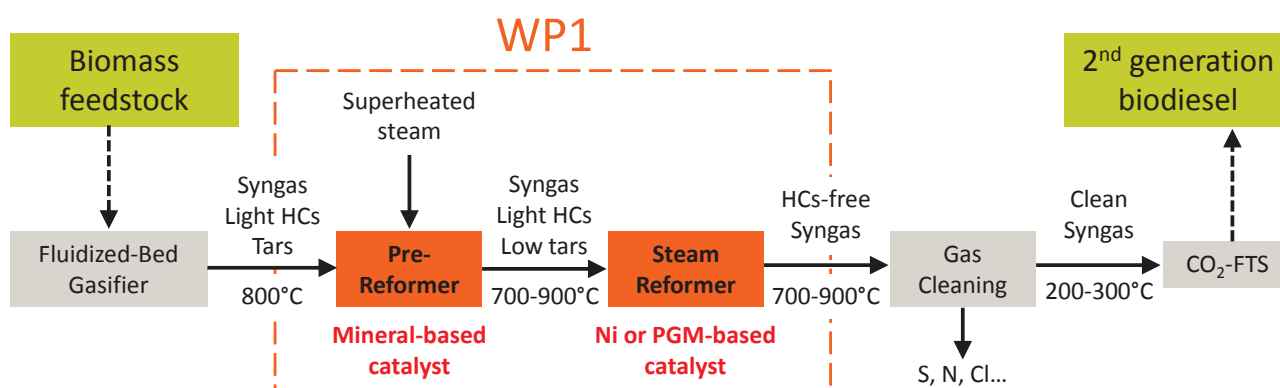 WP1
Biomass
feedstock
2nd generation
biodiesel
Superheated
steam
Syngas
Light HCs
Tars
Syngas
Light HCs
Low tars
HCs-free
Syngas
Clean
Syngas
Fluidized-Bed
Gasifier
800°C
Pre-
Reformer
700-900°C
Steam
Reformer
700-900°C
Gas
Cleaning
200-300°C
CO₂-FTS
Mineral-based
catalyst
Ni or PGM-based
catalyst
S, N, Cl...